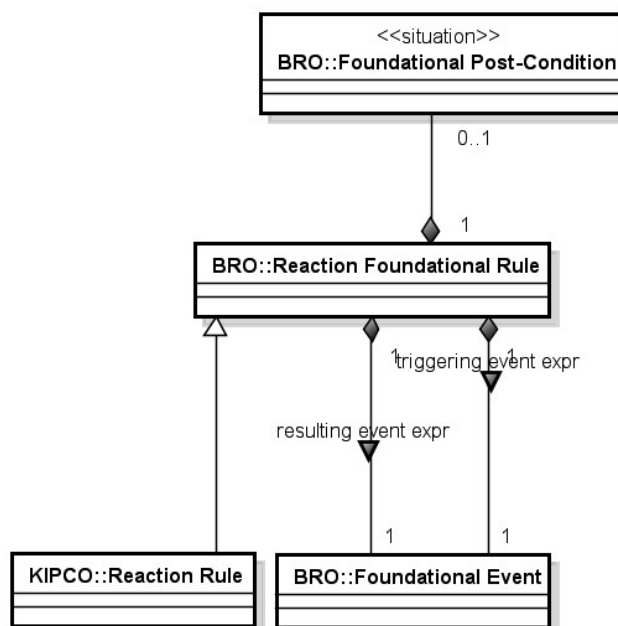 <<situation>>
BRO::Foundational Post-Condition
0..1
1
BRO::Reaction Foundational Rule
1
1
triggering event expr
resulting event expr
1
1
KIPCO::Reaction Rule
BRO::Foundational Event